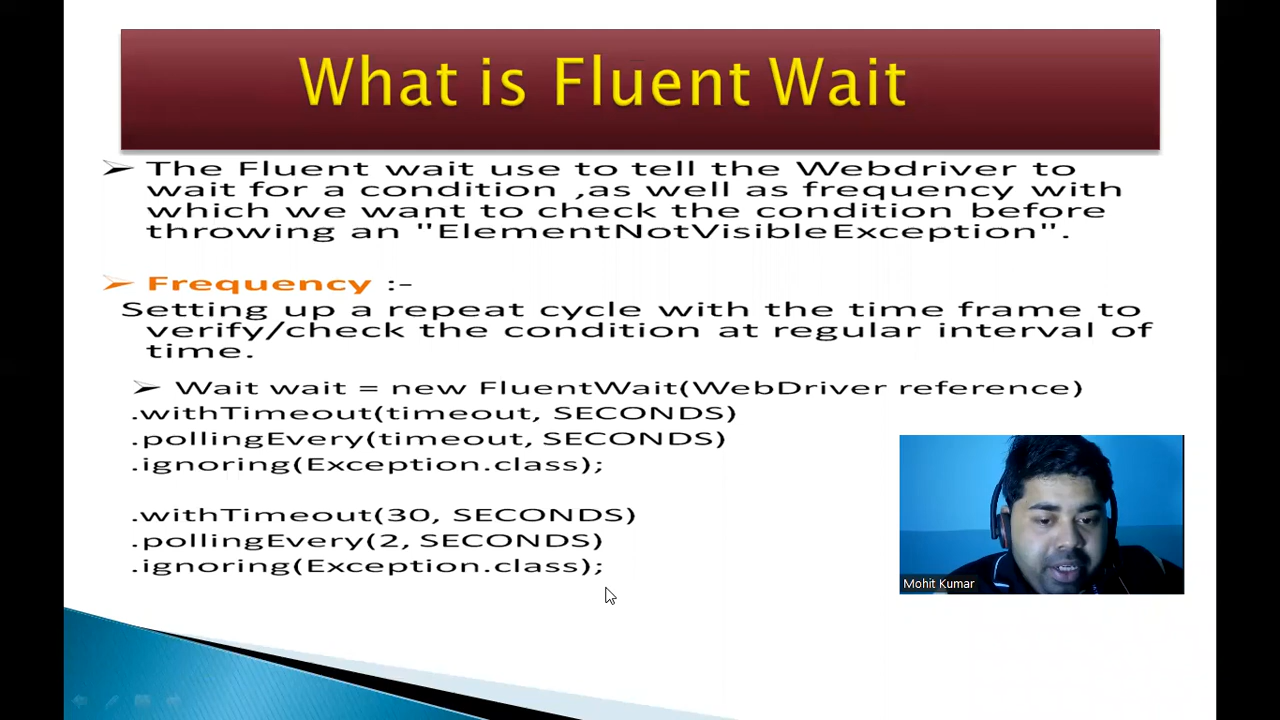 What is Fluent Wait
The Fluent wait use to tell the Webdriver to
wait for a condition ,as well as frequency with
which we want to check the condition before
throwing an "ElementNotVisibleException".
Frequency :-
Setting up a repeat cycle with the time frame to
verify/check the condition at regular interval of
time.
Wait wait = new FluentWait(WebDriver reference)
.withTimeout(timeout, SECONDS)
.pollingEvery(timeout, SECONDS)
.ignoring(Exception.class);
.withTimeout(30, SECONDS)
.pollingEvery(2, SECONDS)
.ignoring(Exception.class);
Mohit Kumar